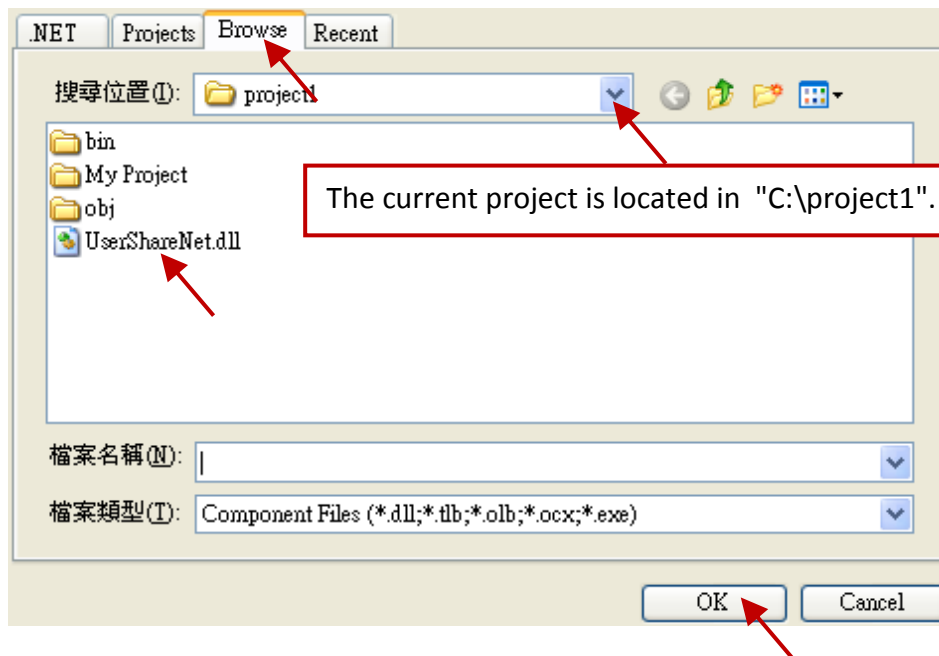 .NET Projects Browse Recent
搜尋位置(I): project1
bin
My Project
obj
UserShareNet.dll
The current project is located in "C:\project1".
檔案名稱(N):
檔案類型(T): Component Files (*.dll;*.tlb;*.olb;*.ocx;*.exe)
OK Cancel